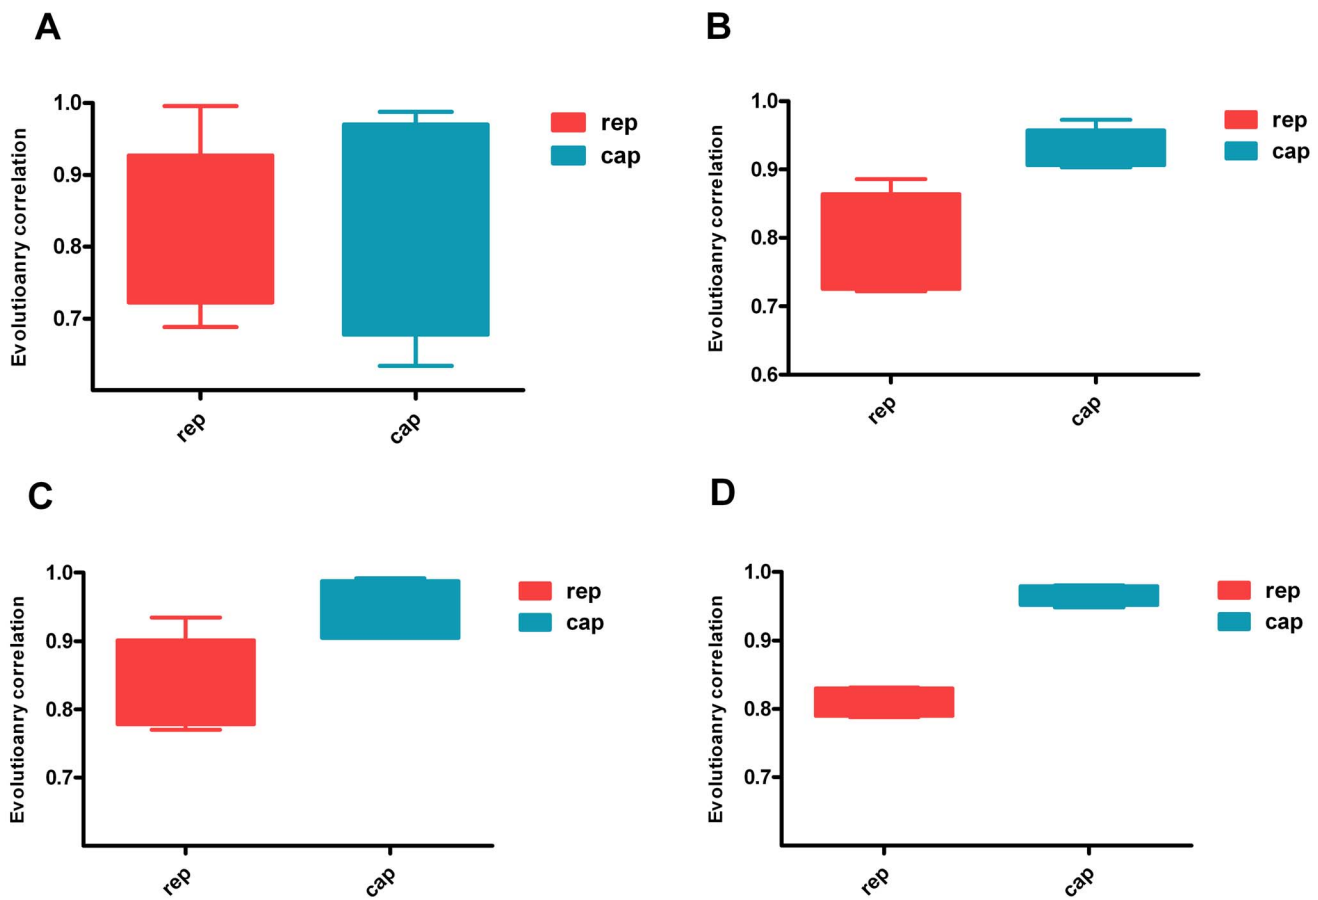 A
Evolutioanry correlation
1.0
0.9
0.8
0.7
rep
cap
rep
cap
B
Evolutioanry correlation
1.0
0.9
0.8
0.7
0.6
rep
cap
rep
cap
C
Evolutioanry correlation
1.0
0.9
0.8
0.7
rep
cap
rep
cap
D
Evolutioanry correlation
1.0
0.9
0.8
0.7
rep
cap
rep
cap